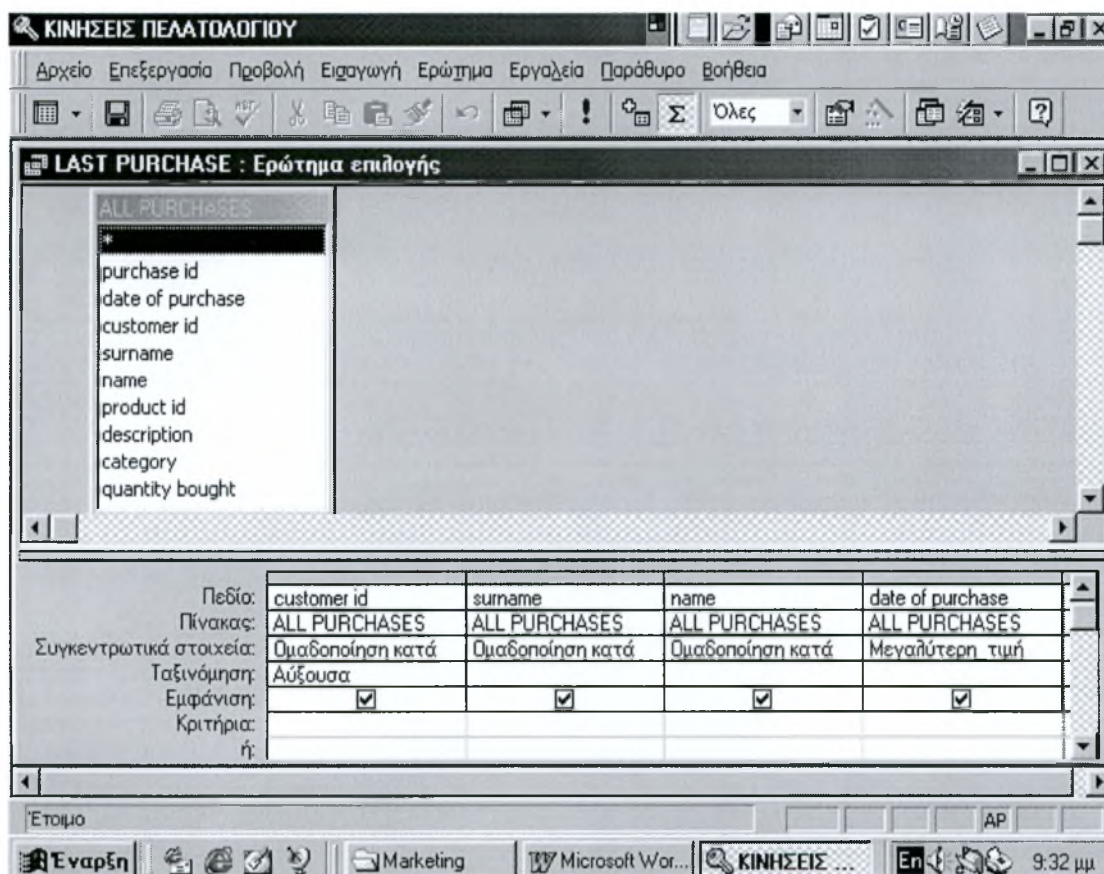 ΚΙΝΗΣΕΙΣ ΠΕΛΑΤΟΛΟΓΙΟΥ
Αρχείο Επεξεργασία Προβολή Εισαγωγή Ερώτημα Εργαλεία Παράθυρο Βοήθεια
Όλες
LAST PURCHASE : Ερώτημα επιλογής
ALL PURCHASES
*
purchase id
date of purchase
customer id
surname
name
product id
description
category
quantity bought
Πεδίο: customer id surname name date of purchase
Πίνακας: ALL PURCHASES ALL PURCHASES ALL PURCHASES ALL PURCHASES
Συγκεντρωτικά στοιχεία: Ομαδοποίηση κατά Ομαδοποίηση κατά Ομαδοποίηση κατά Μεγαλύτερη_τιμή
Ταξινόμηση: Αύξουσα
Εμφάνιση:
Κριτήρια:
ή:
Έτοιμο AP
Έναρξη Marketing Microsoft Wor... ΚΙΝΗΣΕΙΣ ... En 9:32 μμ